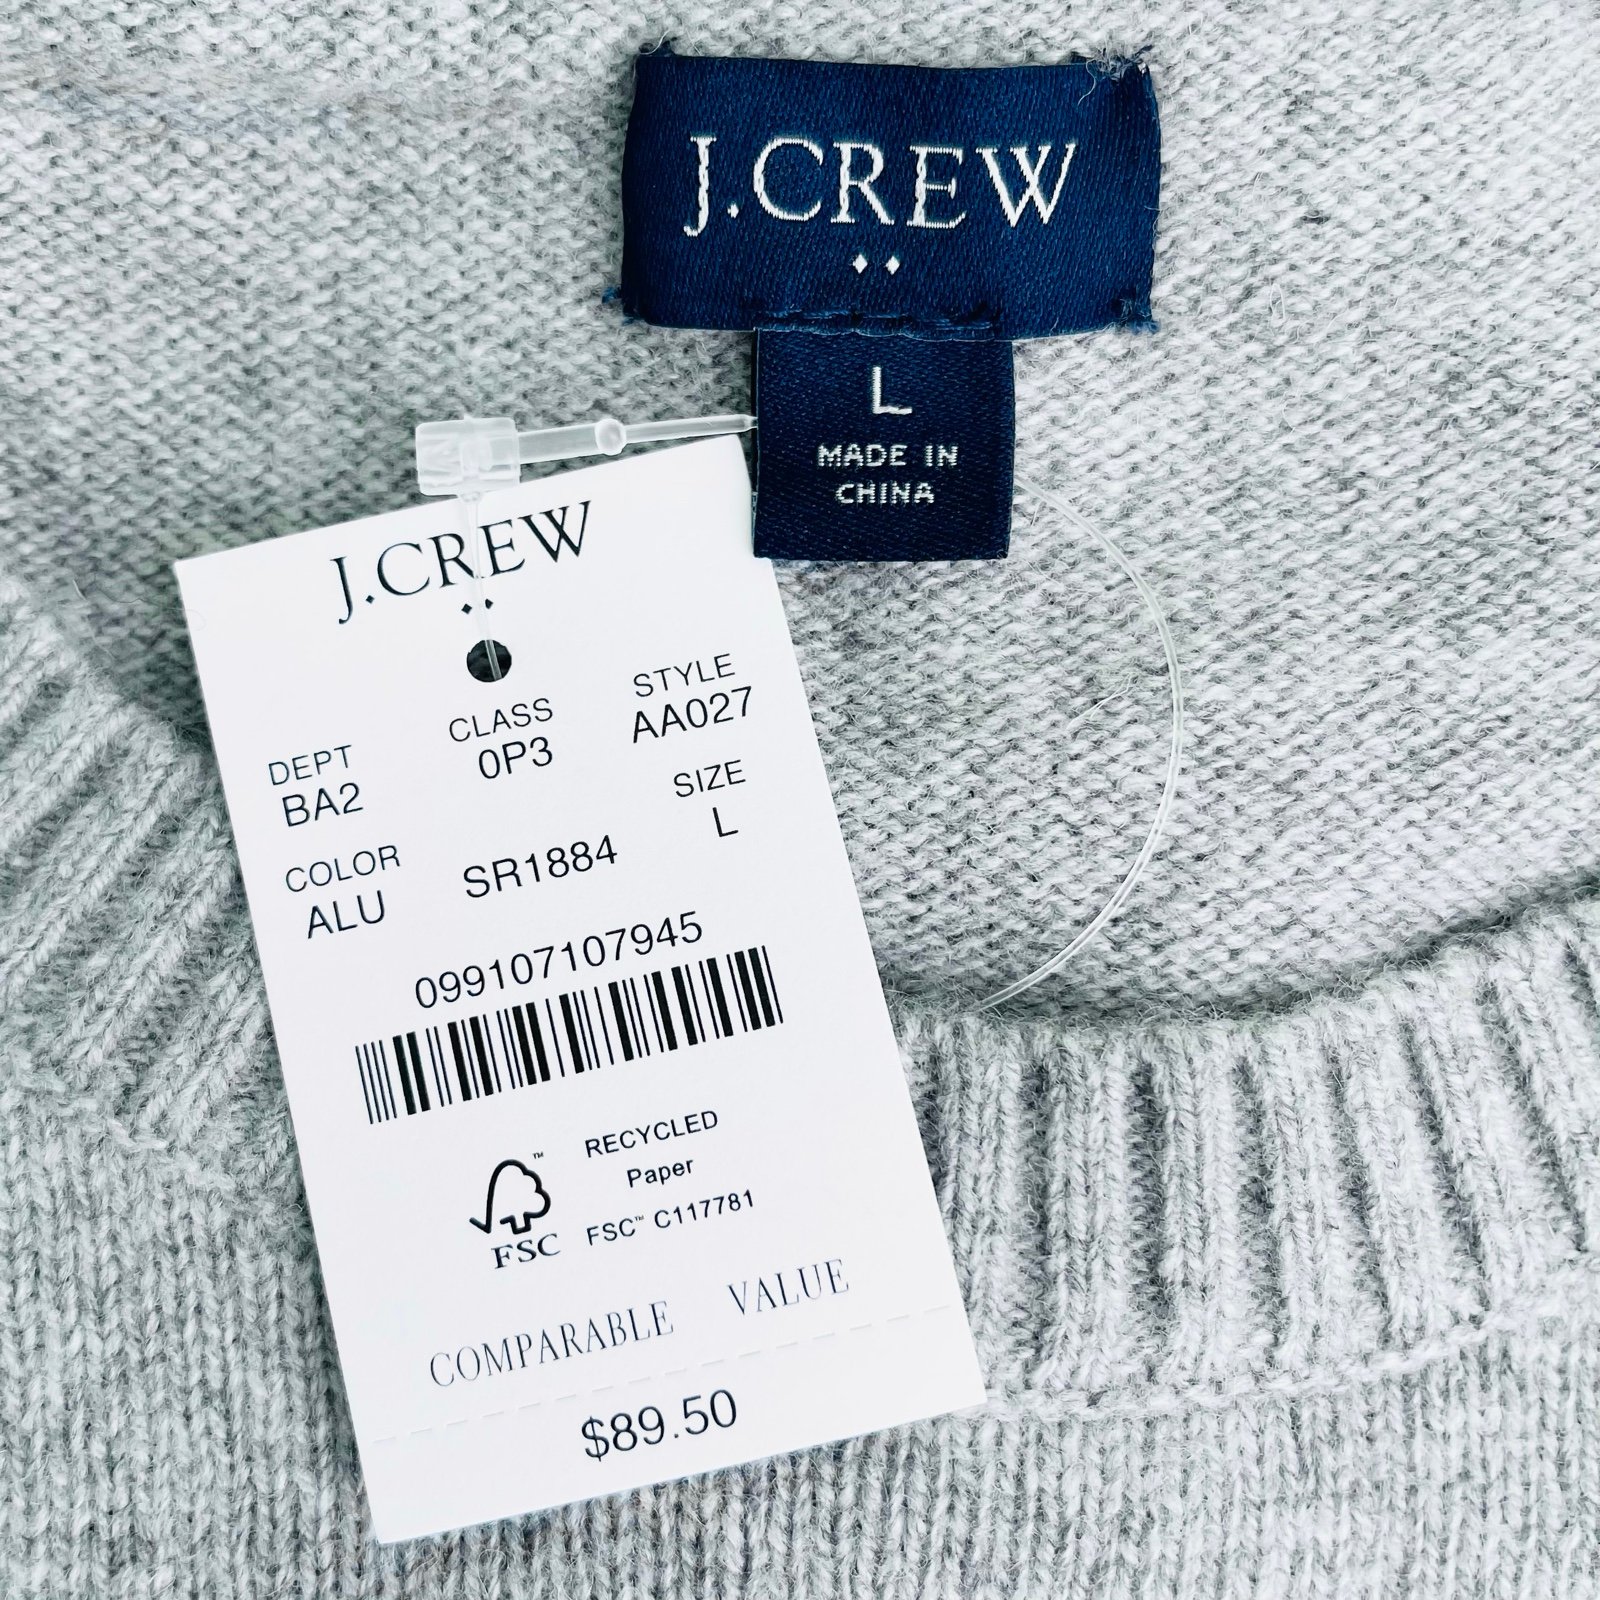 J.CREW
L
MADE IN
CHINA
J.CREW
DEPT CLASS STYLE
BA2 0P3 AA027
COLOR SR1884 SIZE
ALU L
099107107945
RECYCLED
Paper
FSC™ C117781
™
FSC
COMPARABLE VALUE
$89.50